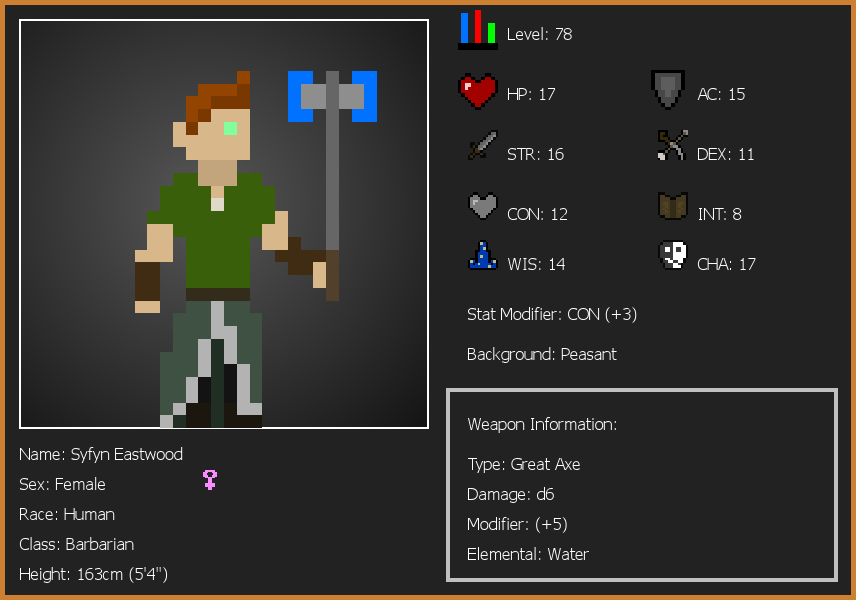 Level: 78
HP: 17
AC: 15
STR: 16
DEX: 11
CON: 12
INT: 8
WIS: 14
CHA: 17
Stat Modifier: CON (+3)
Background: Peasant
Weapon Information:
Type: Great Axe
Damage: d6
Modifier: (+5)
Elemental: Water
Name: Syfyn Eastwood
Sex: Female
Race: Human
Class: Barbarian
Height: 163cm (5'4")